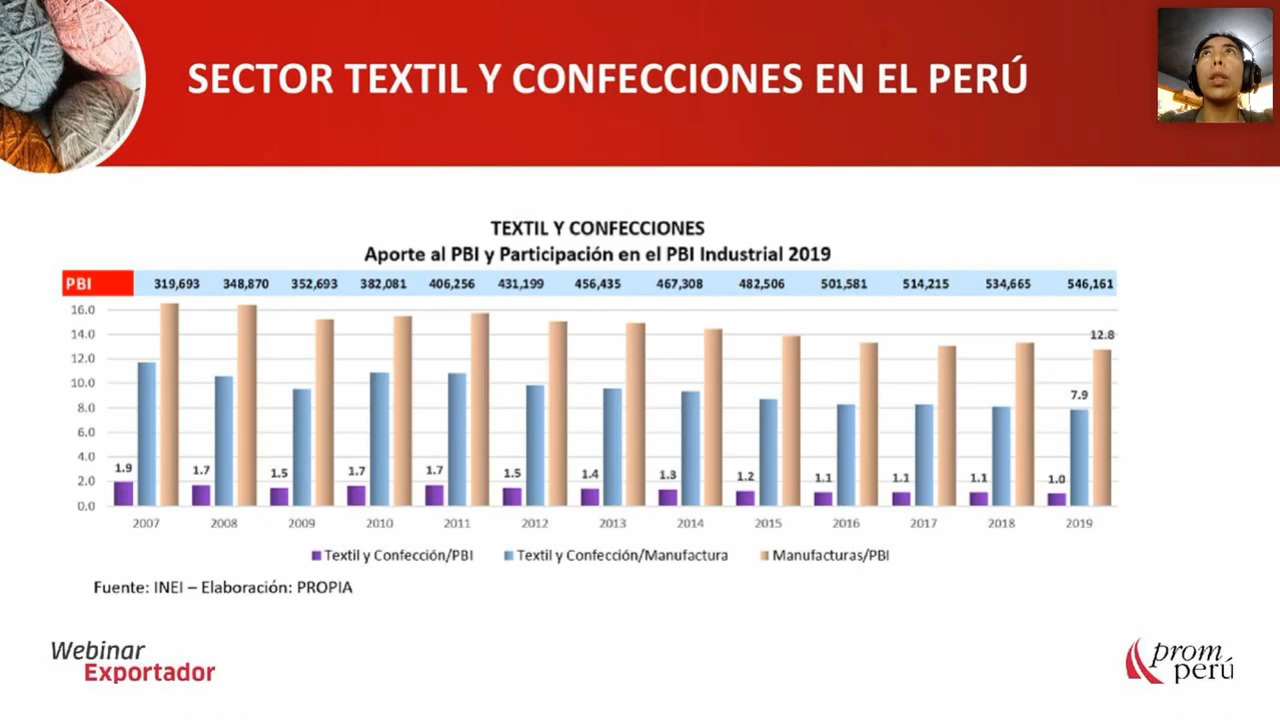 SECTOR TEXTIL Y CONFECCIONES EN EL PERÚ
TEXTIL Y CONFECCIONES
Aporte al PBI y Participación en el PBI Industrial 2019
PBI 319,693 348,870 352,693 382,081 406,256 431,199 456,435 467,308 482,506 501,581 514,215 534,665 546,161
16.0
14.0
12.8
12.0
10.0
8.0
7.9
6.0
4.0
2.0
1.9 1.7 1.5 1.7 1.7 1.5 1.4 1.3 1.2 1.1 1.1 1.1 1.0
0.0
2007 2008 2009 2010 2011 2012 2013 2014 2015 2016 2017 2018 2019
Textil y Confección/PBI Textil y Confección/Manufactura Manufacturas/PBI
Fuente: INEI – Elaboración: PROPIA
Webinar
Exportador
prom
perú